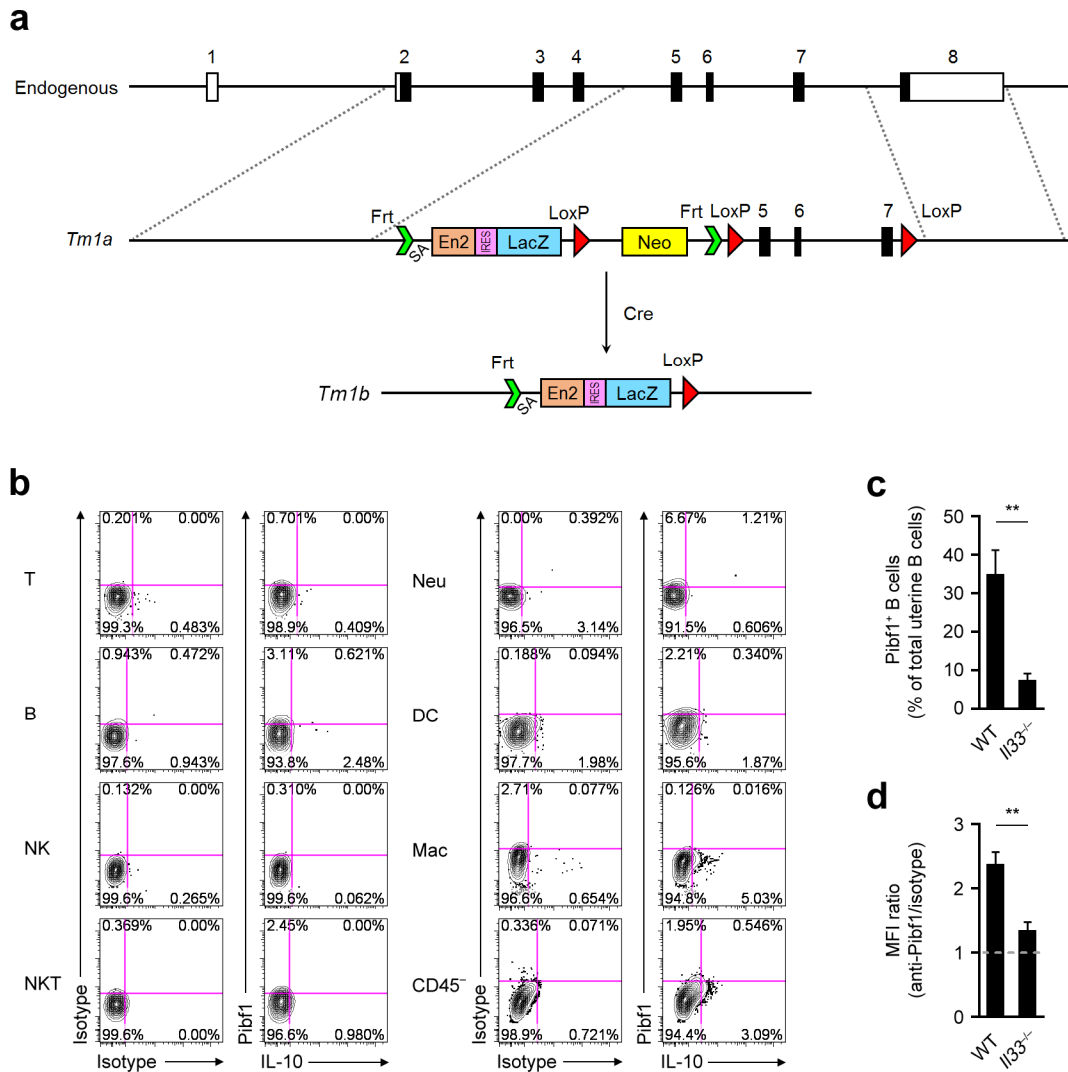 a
1 2 3 4 5 6 7 8
Endogenous
Frt LoxP Frt LoxP 5 6 7 LoxP
Tm1a SA En2 IRES LacZ Neo
Cre
Frt LoxP
Tm1b SA En2 IRES LacZ
b
T
0.201% 0.00%
99.3% 0.483%
0.701% 0.00%
98.9% 0.409%
Neu
0.00% 0.392%
96.5% 3.14%
6.67% 1.21%
91.5% 0.606%
B
0.943% 0.472%
97.6% 0.943%
3.11% 0.621%
93.8% 2.48%
DC
0.188% 0.094%
97.7% 1.98%
2.21% 0.340%
95.6% 1.87%
NK
0.132% 0.00%
99.6% 0.265%
0.310% 0.00%
99.6% 0.062%
Mac
2.71% 0.077%
96.6% 0.654%
0.126% 0.016%
94.8% 5.03%
NKT
0.369% 0.00%
99.6% 0.00%
2.45% 0.00%
96.6% 0.980%
CD45⁻
0.336% 0.071%
98.9% 0.721%
1.95% 0.546%
94.4% 3.09%
Isotype
Pibf1
Isotype
Pibf1
Isotype
IL-10
Isotype
IL-10
c
Pibf1⁺ B cells
(% of total uterine B cells)
50
40
30
20
10
0
**
WT
Il33⁻/⁻
d
MFI ratio
(anti-Pibf1/isotype)
3
2
1
0
**
WT
Il33⁻/⁻